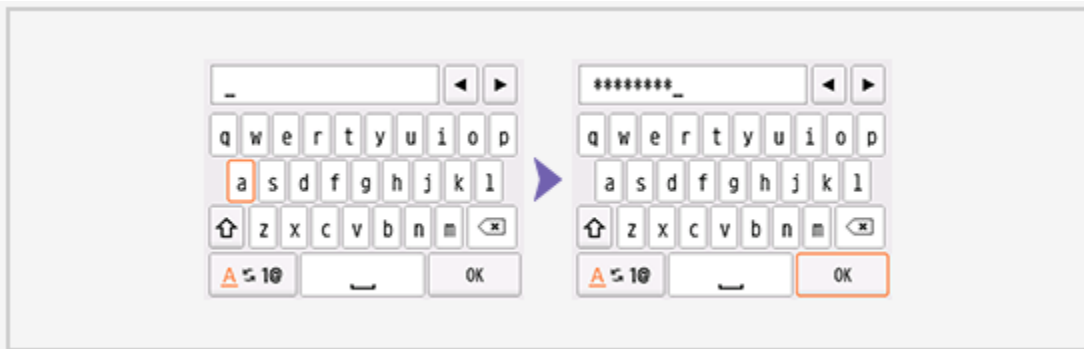 _
◄ ►
q w e r t y u i o p
a s d f g h j k l
z x c v b n m
A 1@ OK
********_
◄ ►
q w e r t y u i o p
a s d f g h j k l
z x c v b n m
A 1@ OK